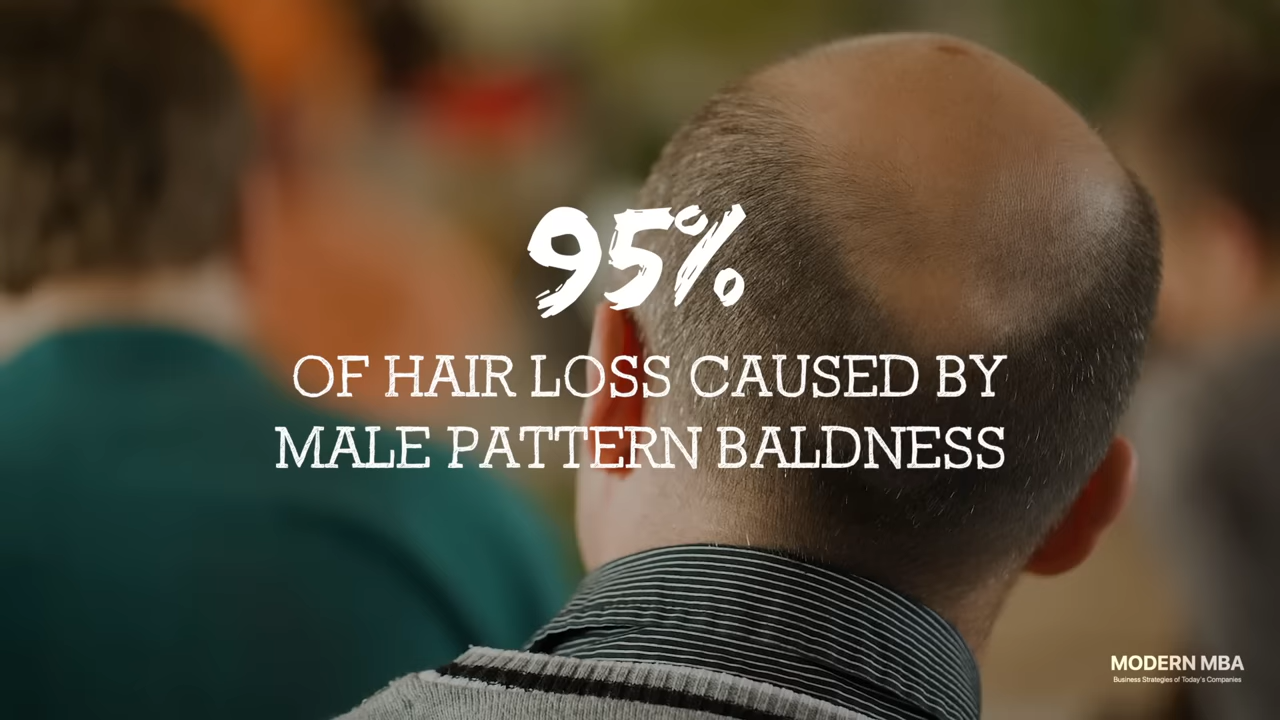 95%
OF HAIR LOSS CAUSED BY
MALE PATTERN BALDNESS
MODERN MBA
Business Strategies of Today's Companies